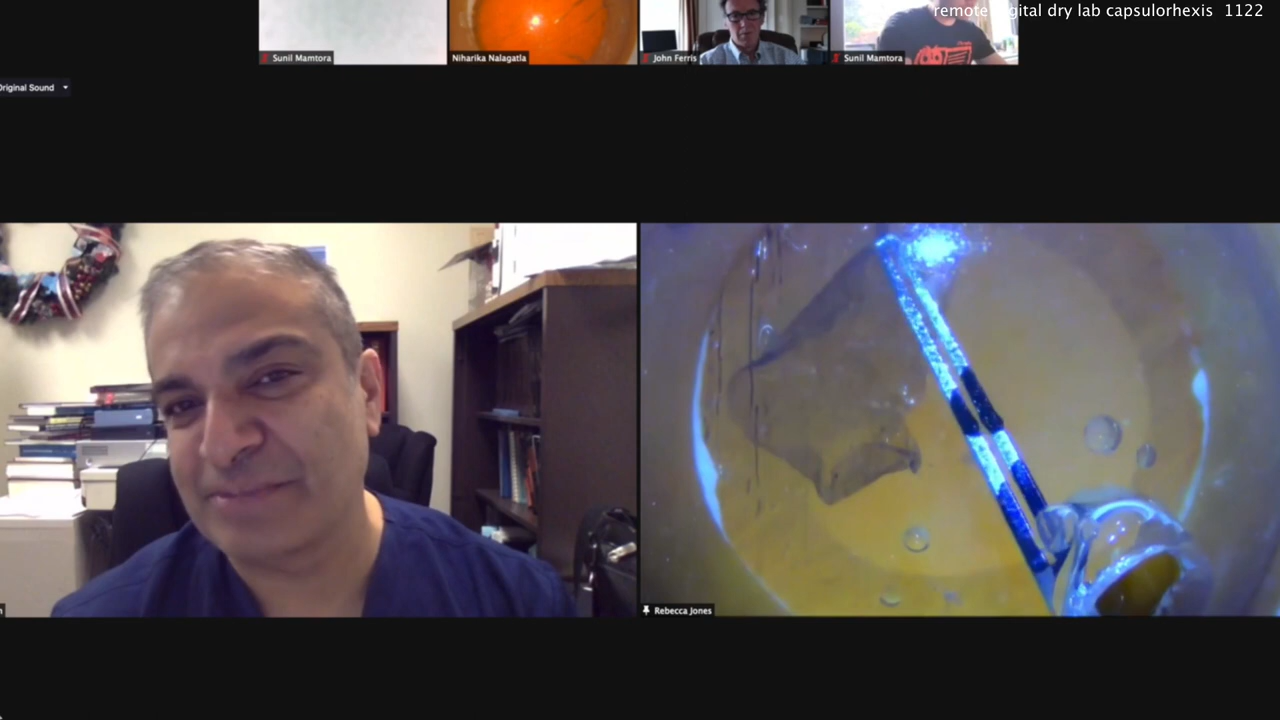 remote digital dry lab capsulorhexis 1122
Sunil Mamtora
Niharika Nalagatla
John Ferris
Sunil Mamtora
Original Sound
Rebecca Jones